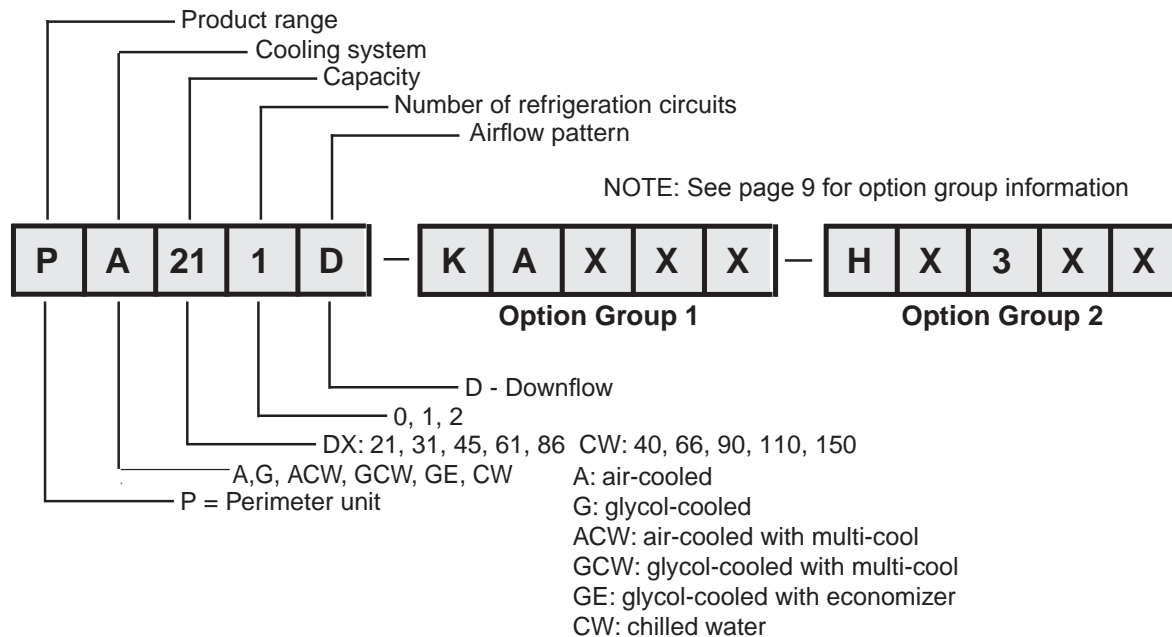 Product range
Cooling system
Capacity
Number of refrigeration circuits
Airflow pattern
NOTE: See page 9 for option group information
P A 21 1 D – K A X X X – H X 3 X X
Option Group 1 Option Group 2
D - Downflow
0, 1, 2
DX: 21, 31, 45, 61, 86 CW: 40, 66, 90, 110, 150
A,G, ACW, GCW, GE, CW
P = Perimeter unit
A: air-cooled
G: glycol-cooled
ACW: air-cooled with multi-cool
GCW: glycol-cooled with multi-cool
GE: glycol-cooled with economizer
CW: chilled water